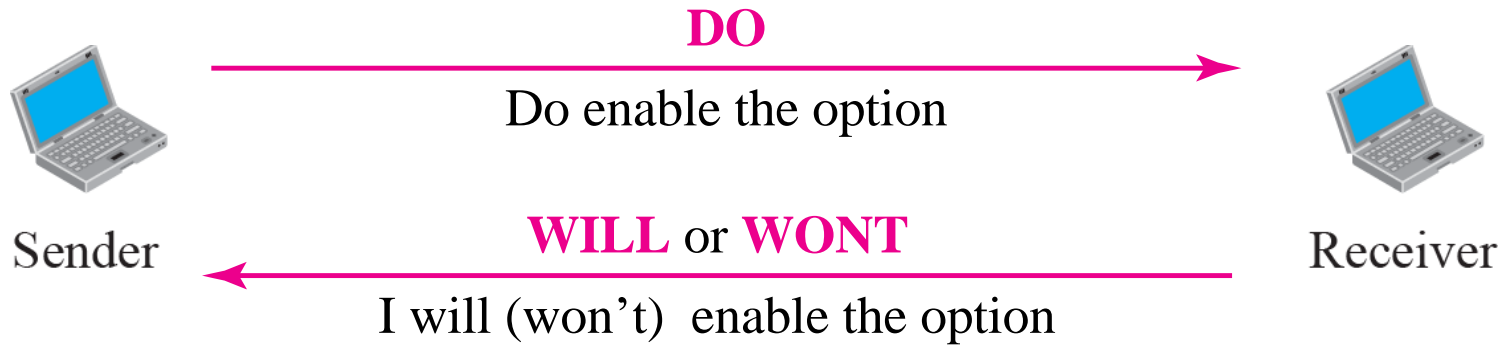 DO
Do enable the option
Sender
WILL or WONT
Receiver
I will (won’t) enable the option